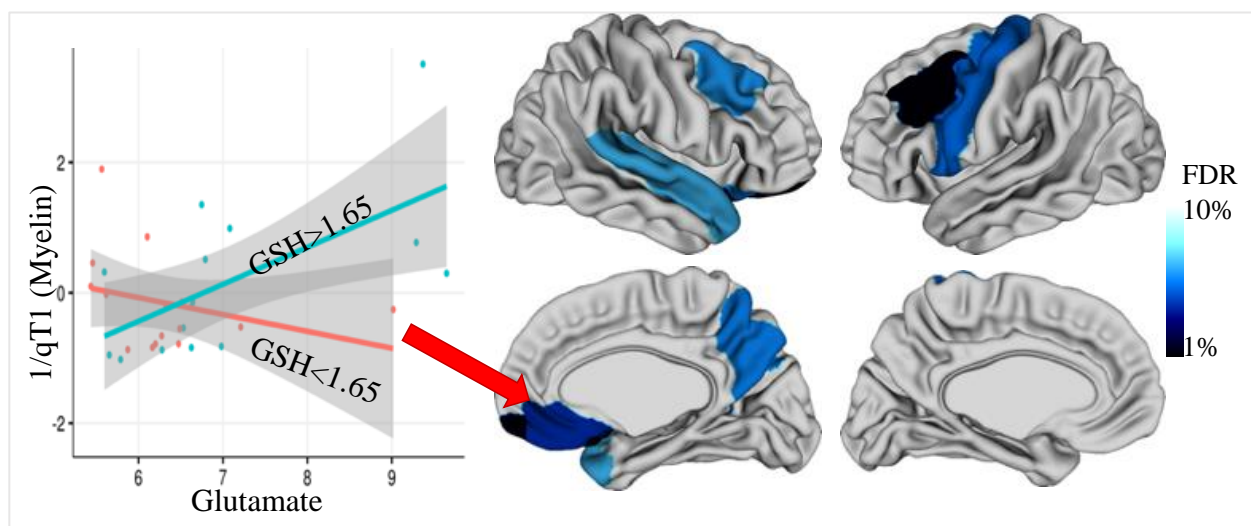 1/qT1 (Myelin)
2
0
-2
GSH>1.65
GSH<1.65
6 7 8 9
Glutamate
FDR
10%
1%